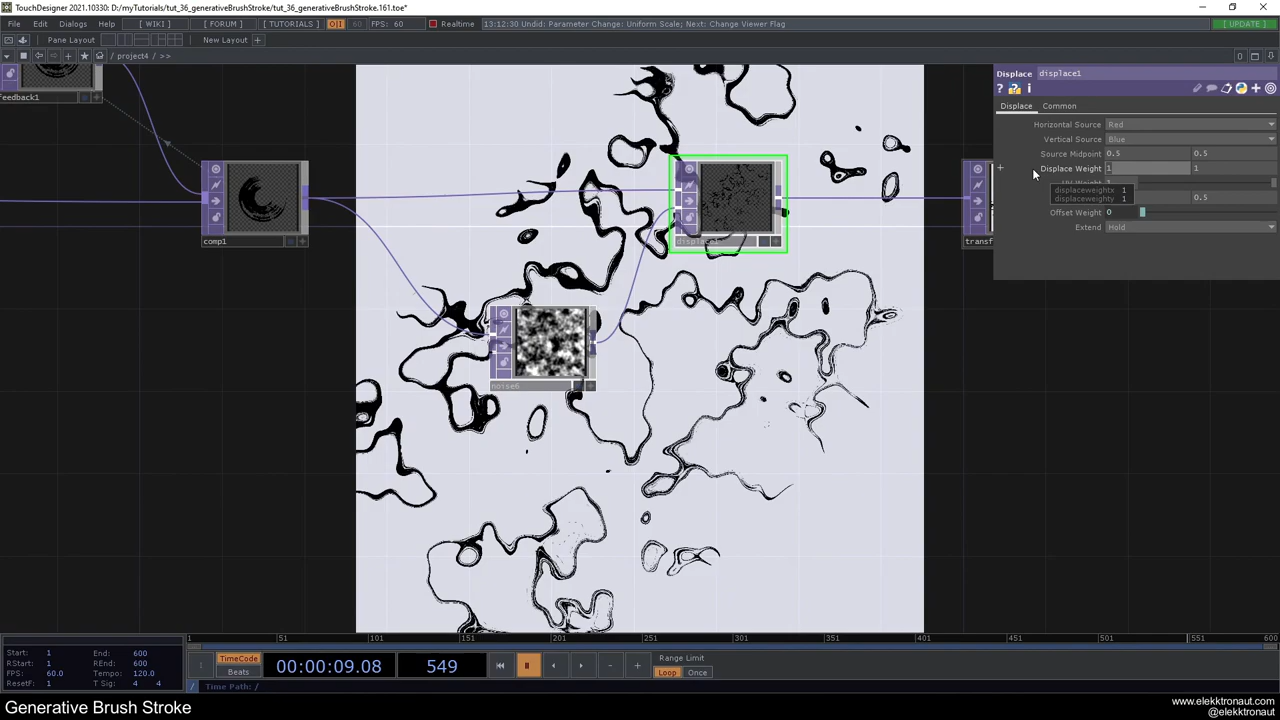 TouchDesigner 2021.10330: D:/myTutorials/tut_36_generativeBrushStroke/tut_36_generativeBrushStroke.161.toe*
File Edit Dialogs Help [ WIKI ] [ FORUM ] [ TUTORIALS ] O|I 60 FPS: 60 Realtime 13:12:30 Undo: Parameter Change: Uniform Scale; Next: Change Viewer Flag [ UPDATE ]
Pane Layout New Layout +
/ project4 / >> 0
feedback1
comp1
displace1
noise6
transf
Displace displace1
? i
Displace Common
Horizontal Source Red
Vertical Source Blue
Source Midpoint 0.5 0.5
Displace Weight 1 1
displaceweightx 1
displaceweighty 1
0.5
Offset Weight 0
Extend Hold
1 51 101 151 201 251 301 351 401 451 501 551 600
Start: 1 End: 600
RStart: 1 REnd: 600
FPS: 60.0 Tempo: 120.0
ResetF: 1 T Sig: 4 4
TimeCode
Beats
00:00:09.08 549
Range Limit
Loop Once
/ Time Path: /
Generative Brush Stroke
www.elekktronaut.com
@elekktronaut